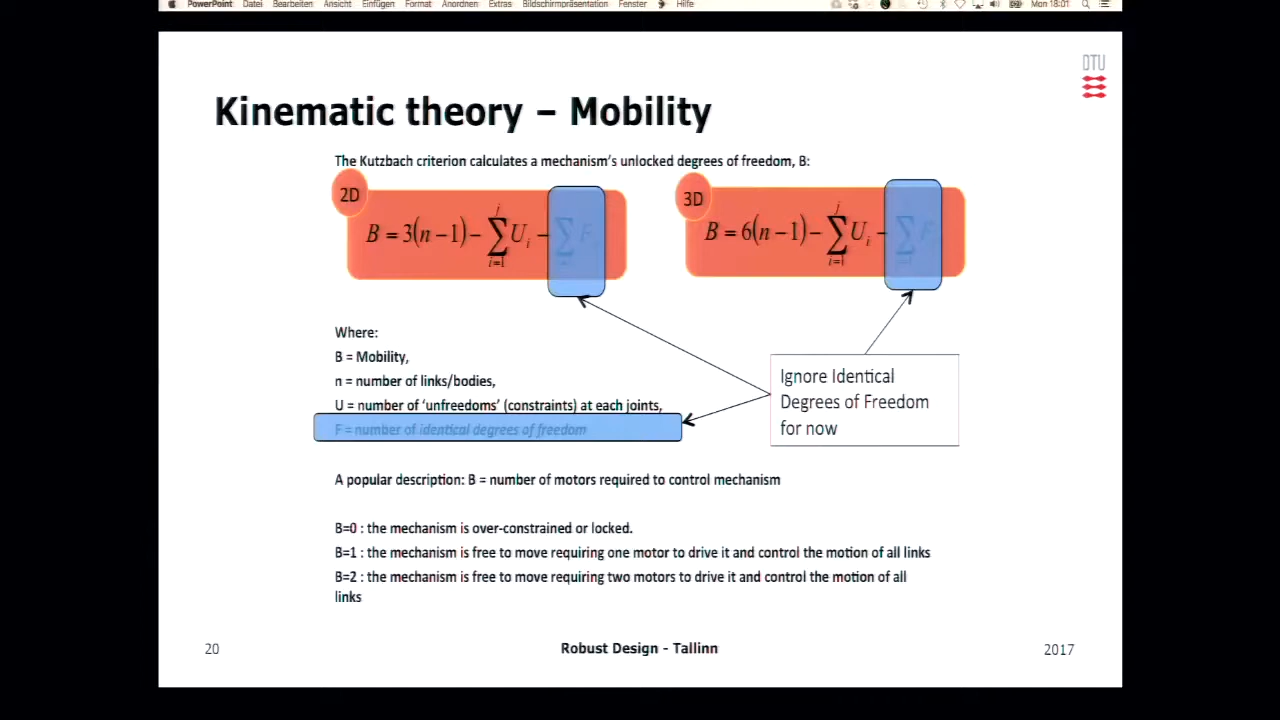 PowerPoint Datei Bearbeiten Ansicht Einfügen Format Anordnen Extras Bildschirmpräsentation Fenster Hilfe Mon 18:01
DTU
Kinematic theory – Mobility
The Kutzbach criterion calculates a mechanism's unlocked degrees of freedom, B:
2D
B = 3(n−1) − ∑_{i=1}^{j} U_i − ∑ F
3D
B = 6(n−1) − ∑_{i=1}^{j} U_i − ∑ F
Where:
B = Mobility,
n = number of links/bodies,
U = number of 'unfreedoms' (constraints) at each joints,
F = number of identical degrees of freedom
Ignore Identical
Degrees of Freedom
for now
A popular description: B = number of motors required to control mechanism
B=0 : the mechanism is over-constrained or locked.
B=1 : the mechanism is free to move requiring one motor to drive it and control the motion of all links
B=2 : the mechanism is free to move requiring two motors to drive it and control the motion of all
links
20
Robust Design - Tallinn
2017